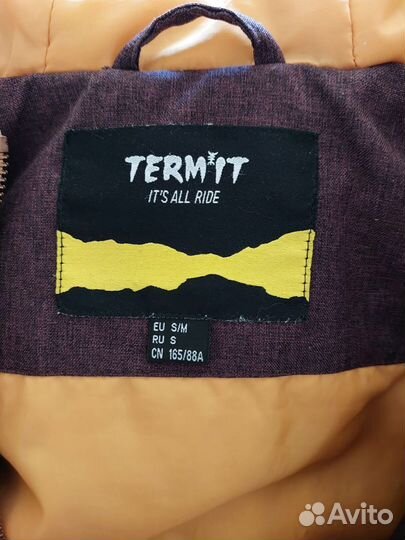 TERMIT
IT'S ALL RIDE
EU S/M
RU S
CN 165/88A
Avito